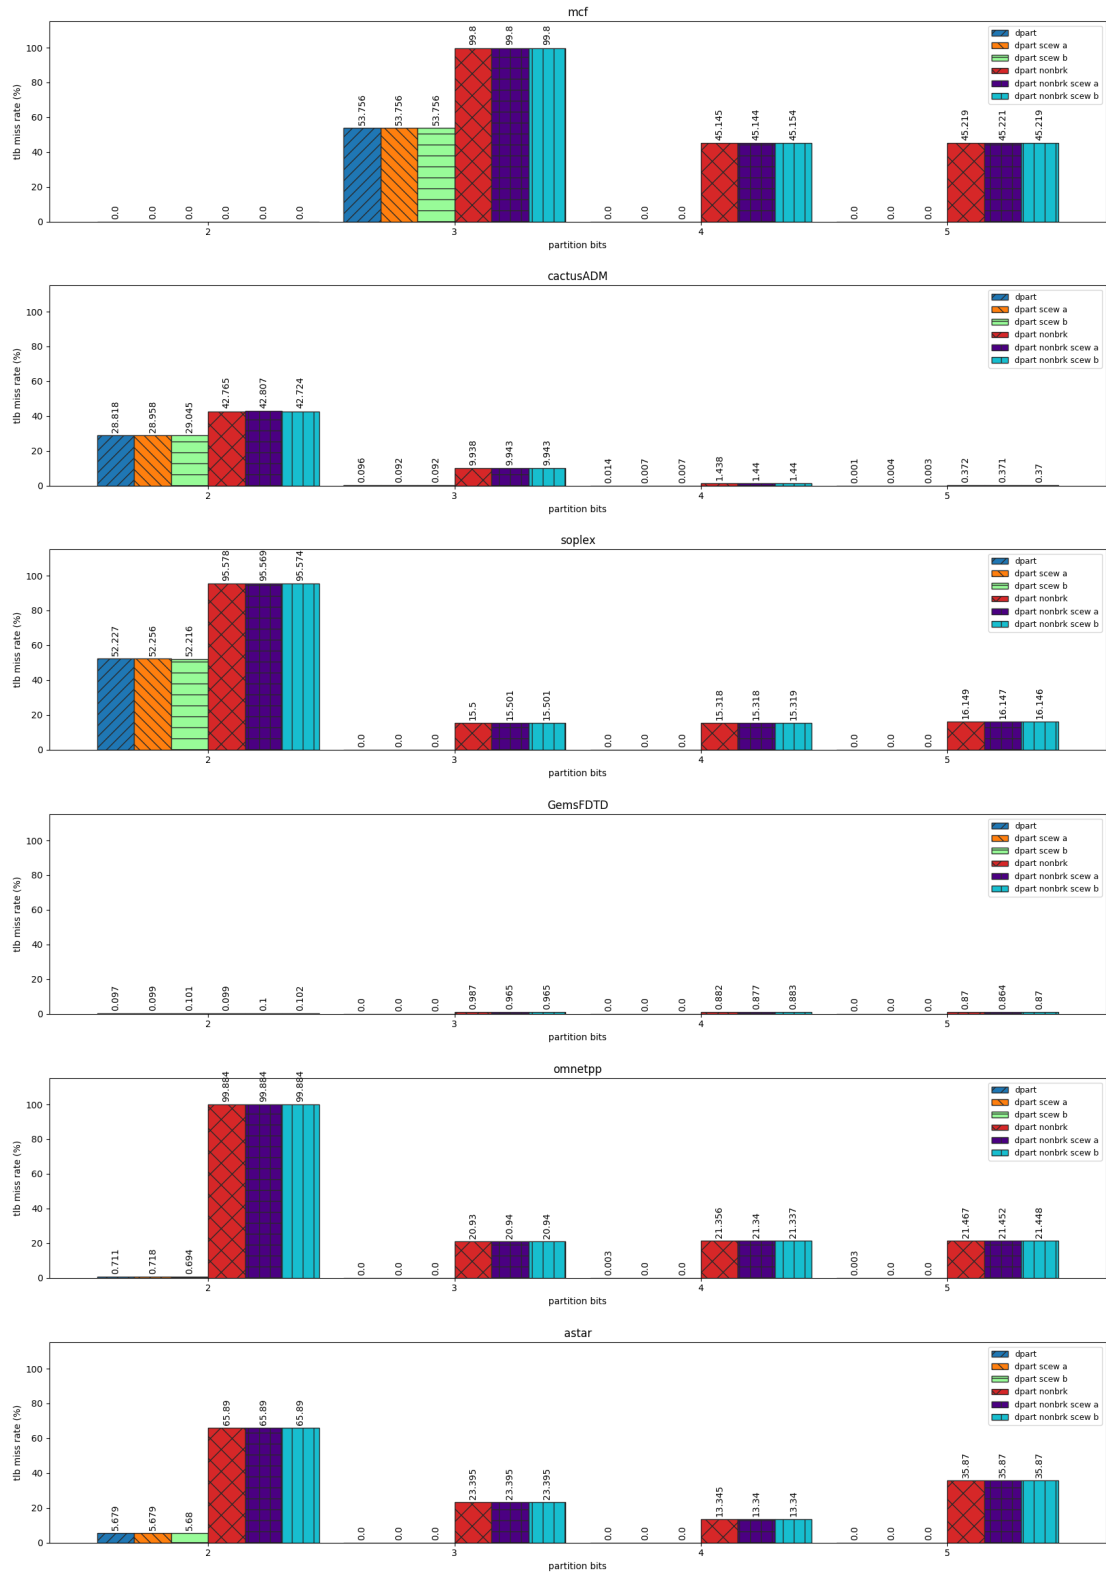 mcf
tlb miss rate (%)
100
80
60
40
20
0
0.0 0.0 0.0 0.0 0.0 0.0
53.756 53.756 53.756 99.8 99.8 99.8
0.0 0.0 0.0 45.145 45.144 45.154
0.0 0.0 0.0 45.219 45.221 45.219
dpart
dpart scew a
dpart scew b
dpart nonbrk
dpart nonbrk scew a
dpart nonbrk scew b
2 3 4 5
partition bits
cactusADM
tlb miss rate (%)
100
80
60
40
20
0
28.818 28.958 29.045 42.765 42.807 42.724
0.096 0.092 0.092 9.938 9.943 9.943
0.014 0.007 0.007 1.438 1.44 1.44
0.001 0.004 0.003 0.372 0.371 0.37
dpart
dpart scew a
dpart scew b
dpart nonbrk
dpart nonbrk scew a
dpart nonbrk scew b
2 3 4 5
partition bits
soplex
tlb miss rate (%)
100
80
60
40
20
0
52.227 52.256 52.216 95.578 95.569 95.574
0.0 0.0 0.0 15.5 15.501 15.501
0.0 0.0 0.0 15.318 15.318 15.319
0.0 0.0 0.0 16.149 16.147 16.146
dpart
dpart scew a
dpart scew b
dpart nonbrk
dpart nonbrk scew a
dpart nonbrk scew b
2 3 4 5
partition bits
GemsFDTD
tlb miss rate (%)
100
80
60
40
20
0
0.097 0.099 0.101 0.099 0.1 0.102
0.0 0.0 0.0 0.987 0.965 0.965
0.0 0.0 0.0 0.882 0.877 0.883
0.0 0.0 0.0 0.87 0.864 0.87
dpart
dpart scew a
dpart scew b
dpart nonbrk
dpart nonbrk scew a
dpart nonbrk scew b
2 3 4 5
partition bits
omnetpp
tlb miss rate (%)
100
80
60
40
20
0
0.711 0.718 0.694 99.884 99.884 99.884
0.0 0.0 0.0 20.93 20.94 20.94
0.003 0.0 0.0 21.356 21.34 21.337
0.003 0.0 0.0 21.467 21.452 21.448
dpart
dpart scew a
dpart scew b
dpart nonbrk
dpart nonbrk scew a
dpart nonbrk scew b
2 3 4 5
partition bits
astar
tlb miss rate (%)
100
80
60
40
20
0
5.679 5.679 5.68 65.89 65.89 65.89
0.0 0.0 0.0 23.395 23.395 23.395
0.0 0.0 0.0 13.345 13.34 13.34
0.0 0.0 0.0 35.87 35.87 35.87
dpart
dpart scew a
dpart scew b
dpart nonbrk
dpart nonbrk scew a
dpart nonbrk scew b
2 3 4 5
partition bits